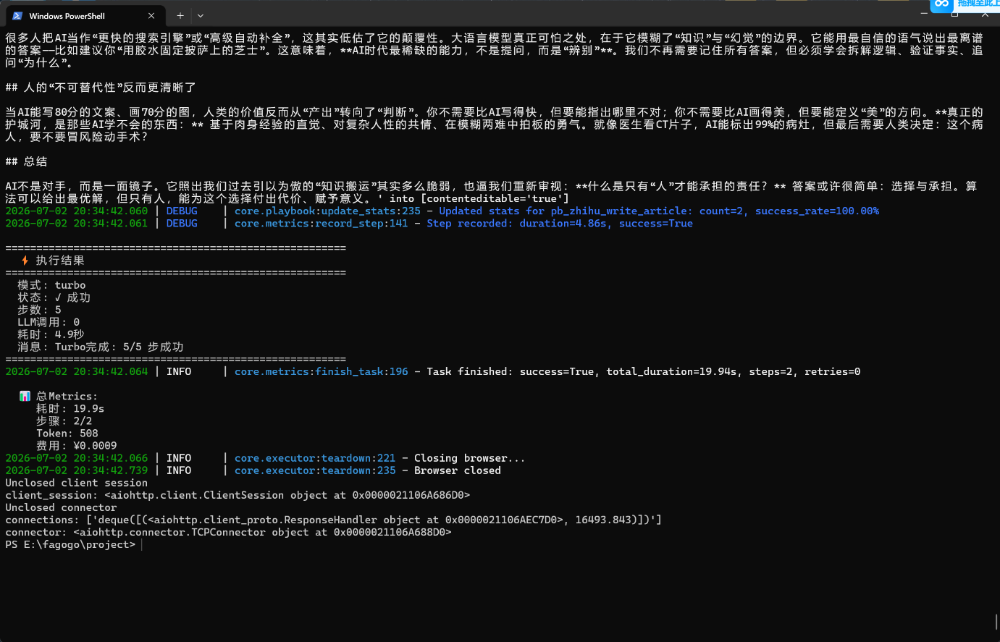 Windows PowerShell
拖拽至此上
很多人把AI当作“更快的搜索引擎”或“高级自动补全”，这其实低估了它的颠覆性。大语言模型真正可怕之处，在于它模糊了“知识”与“幻觉”的边界。它能用最自信的语气说出最离谱
的答案——比如建议你“用胶水固定披萨上的芝士”。这意味着，**AI时代最稀缺的能力，不是提问，而是“辨别”**。我们不再需要记住所有答案，但必须学会拆解逻辑、验证事实、追
问“为什么”。
## 人的“不可替代性”反而更清晰了
当AI能写80分的文案、画70分的图，人类的价值反而从“产出”转向了“判断”。你不需要比AI写得快，但要能指出哪里不对；你不需要比AI画得美，但要能定义“美”的方向。**真正的
护城河，是那些AI学不会的东西：** 基于肉身经验的直觉、对复杂人性的共情、在模糊两难中拍板的勇气。就像医生看CT片子，AI能标出99%的病灶，但最后需要人类决定：这个病
人，要不要冒风险动手术？
## 总结
AI不是对手，而是一面镜子。它照出我们过去引以为傲的“知识搬运”其实多么脆弱，也逼我们重新审视：**什么是只有“人”才能承担的责任？** 答案或许很简单：选择与承担。算
法可以给出最优解，但只有人，能为这个选择付出代价、赋予意义。' into [contenteditable='true']
2026-07-02 20:34:42.060 | DEBUG    | core.playbook:update_stats:235 - Updated stats for pb_zhihu_write_article: count=2, success_rate=100.00%
2026-07-02 20:34:42.061 | DEBUG    | core.metrics:record_step:141 - Step recorded: duration=4.86s, success=True
=======================================================
⚡ 执行结果
=======================================================
模式: turbo
状态: √ 成功
步数: 5
LLM调用: 0
耗时: 4.9秒
消息: Turbo完成: 5/5 步成功
=======================================================
2026-07-02 20:34:42.064 | INFO     | core.metrics:finish_task:196 - Task finished: success=True, total_duration=19.94s, steps=2, retries=0
📊 总Metrics:
耗时: 19.9s
步骤: 2/2
Token: 508
费用: ¥0.0009
2026-07-02 20:34:42.066 | INFO     | core.executor:teardown:221 - Closing browser...
2026-07-02 20:34:42.739 | INFO     | core.executor:teardown:235 - Browser closed
Unclosed client session
client_session: <aiohttp.client.ClientSession object at 0x0000021106A686D0>
Unclosed connector
connections: ['deque([(<aiohttp.client_proto.ResponseHandler object at 0x0000021106AEC7D0>, 16493.843)])']
connector: <aiohttp.connector.TCPConnector object at 0x0000021106A688D0>
PS E:\fagogo\project>